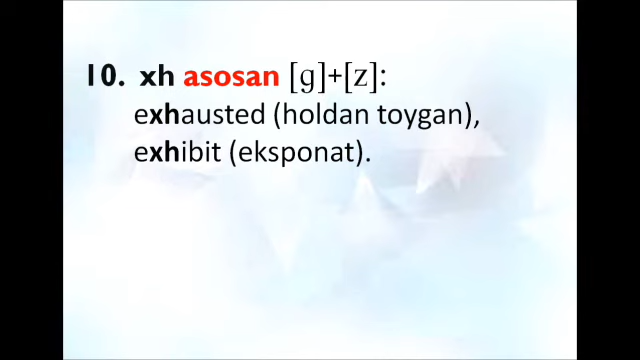 10. xh asosan [g]+[z]:
exhausted (holdan toygan),
exhibit (eksponat).